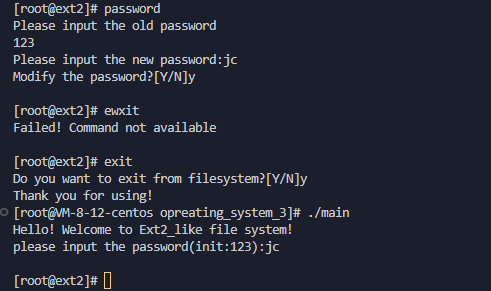 [root@ext2]# password
Please input the old password
123
Please input the new password:jc
Modify the password?[Y/N]y
[root@ext2]# ewxit
Failed! Command not available
[root@ext2]# exit
Do you want to exit from filesystem?[Y/N]y
Thank you for using!
[root@VM-8-12-centos opreating_system_3]# ./main
Hello! Welcome to Ext2_like file system!
please input the password(init:123):jc
[root@ext2]#